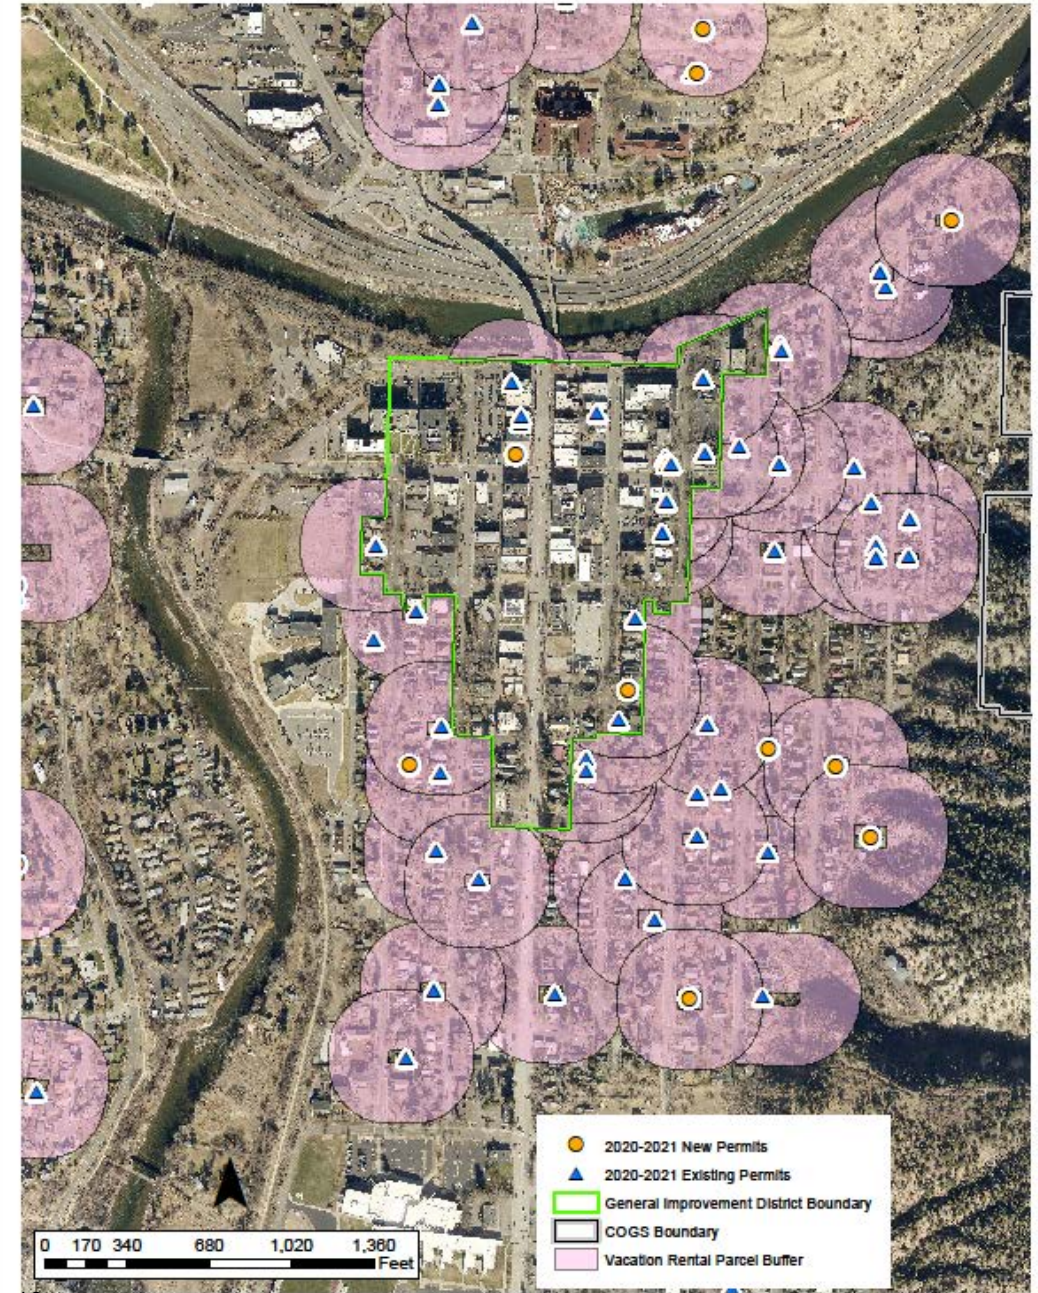 2020-2021 New Permits
2020-2021 Existing Permits
General Improvement District Boundary
COGS Boundary
Vacation Rental Parcel Buffer
0 170 340 680 1,020 1,360
Feet